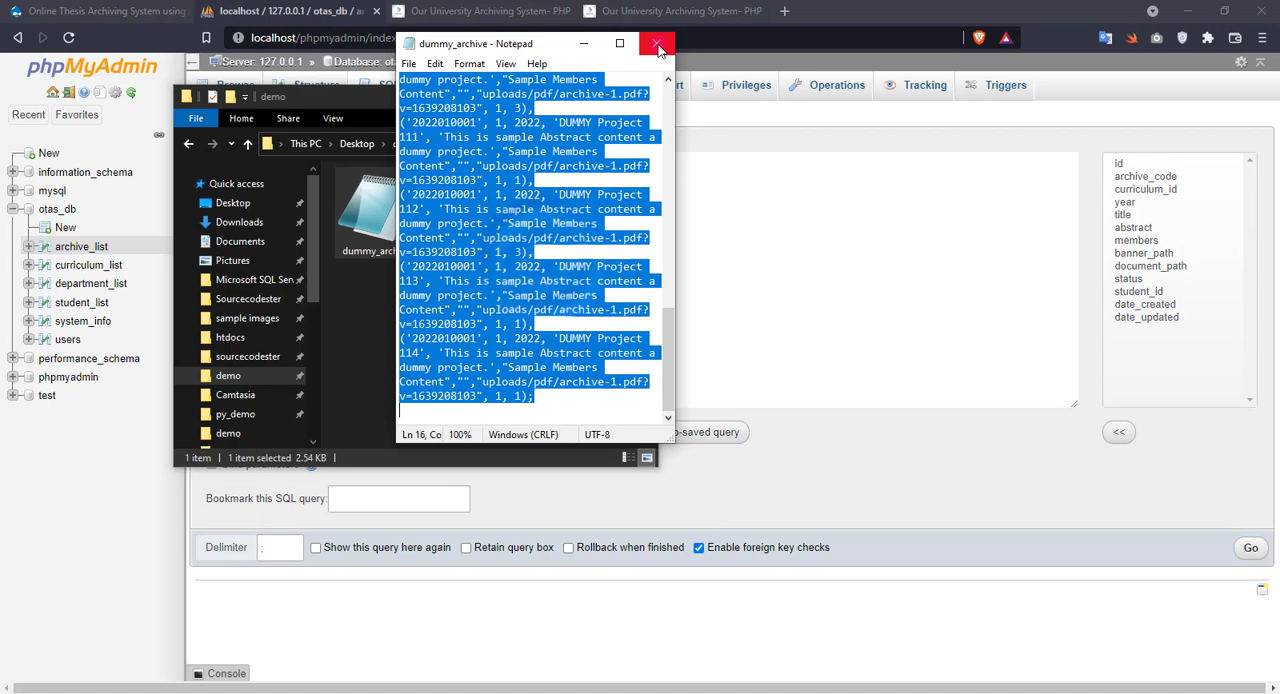 Online Thesis Archiving System using
localhost / 127.0.0.1 / otas_db / a
Our University Archiving System- PHP
Our University Archiving System- PHP
localhost/phpmyadmin/index
phpMyAdmin
Recent
Favorites
New
information_schema
mysql
otas_db
New
archive_list
curriculum_list
department_list
student_list
system_info
users
performance_schema
phpmyadmin
test
Server: 127.0.0.1 » Database: ot
Browse
Structure
Privileges
Operations
Tracking
Triggers
demo
File
Home
Share
View
This PC
Desktop
Quick access
Desktop
Downloads
Documents
Pictures
Microsoft SQL Serv
Sourcecodester
sample images
htdocs
sourcecodester
demo
Camtasia
py_demo
demo
dummy_arch
1 item
1 item selected 2.54 KB
dummy_archive - Notepad
File
Edit
Format
View
Help
dummy project.',"Sample Members
Content","","uploads/pdf/archive-1.pdf?
v=1639208103", 1, 3),
('2022010001', 1, 2022, 'DUMMY Project
111', 'This is sample Abstract content a
dummy project.',"Sample Members
Content","","uploads/pdf/archive-1.pdf?
v=1639208103", 1, 1),
('2022010001', 1, 2022, 'DUMMY Project
112', 'This is sample Abstract content a
dummy project.',"Sample Members
Content","","uploads/pdf/archive-1.pdf?
v=1639208103", 1, 3),
('2022010001', 1, 2022, 'DUMMY Project
113', 'This is sample Abstract content a
dummy project.',"Sample Members
Content","","uploads/pdf/archive-1.pdf?
v=1639208103", 1, 1),
('2022010001', 1, 2022, 'DUMMY Project
114', 'This is sample Abstract content a
dummy project.',"Sample Members
Content","","uploads/pdf/archive-1.pdf?
v=1639208103", 1, 1);
Ln 16, Co
100%
Windows (CRLF)
UTF-8
id
archive_code
curriculum_id
year
title
abstract
members
banner_path
document_path
status
student_id
date_created
date_updated
-saved query
<<
Bookmark this SQL query:
Delimiter
;
Show this query here again
Retain query box
Rollback when finished
Enable foreign key checks
Go
Console